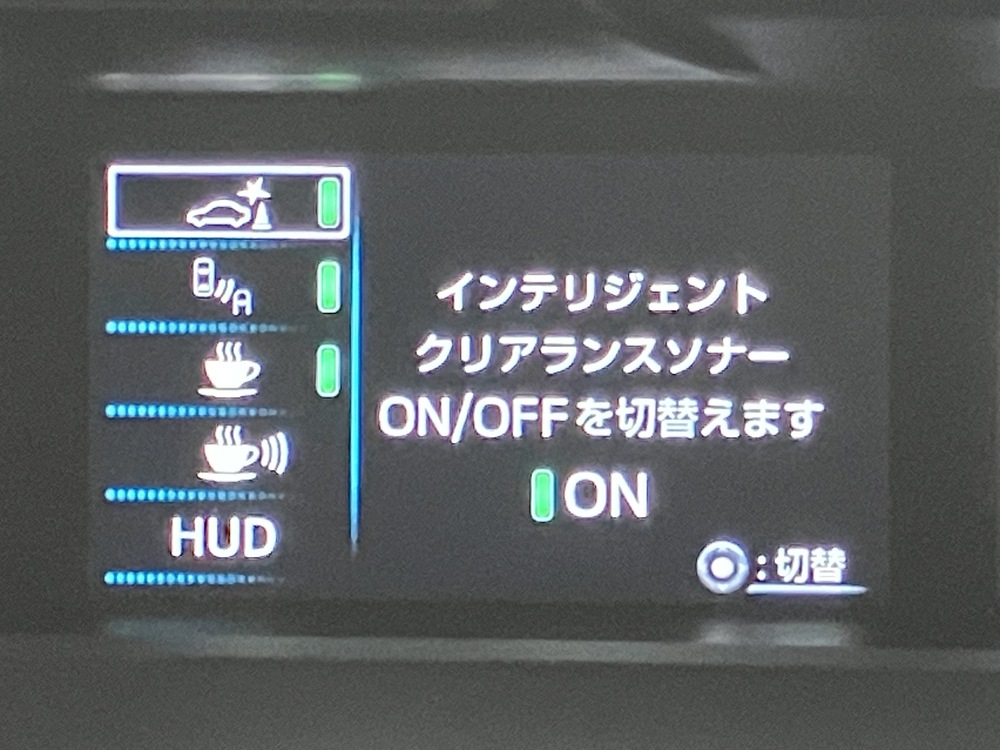 インテリジェント
クリアランスソナー
ON/OFFを切替えます
ON
HUD
:切替